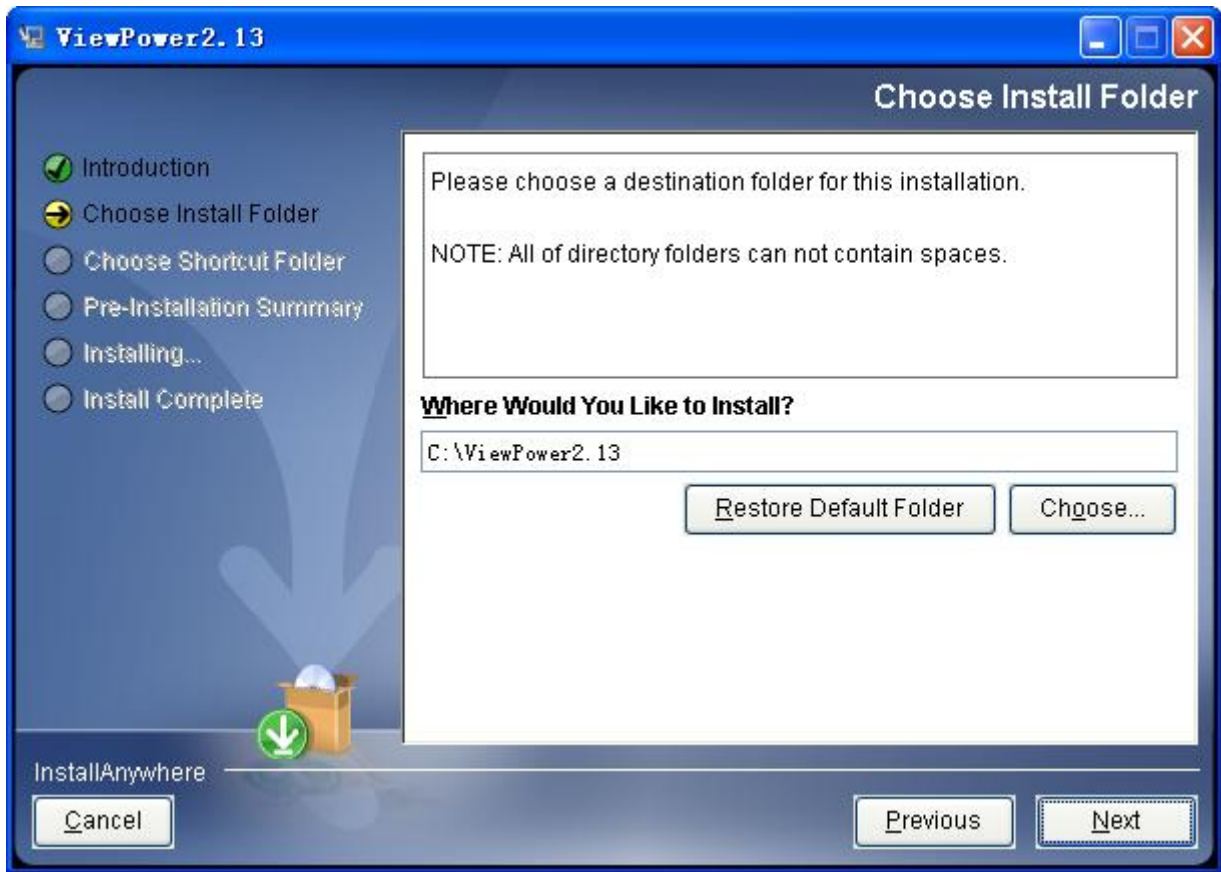 ViewPower2.13
Choose Install Folder
Introduction
Choose Install Folder
Choose Shortcut Folder
Pre-Installation Summary
Installing...
Install Complete
Please choose a destination folder for this installation.
NOTE: All of directory folders can not contain spaces.
Where Would You Like to Install?
C:\ViewPower2.13
Restore Default Folder
Choose...
InstallAnywhere
Cancel
Previous
Next